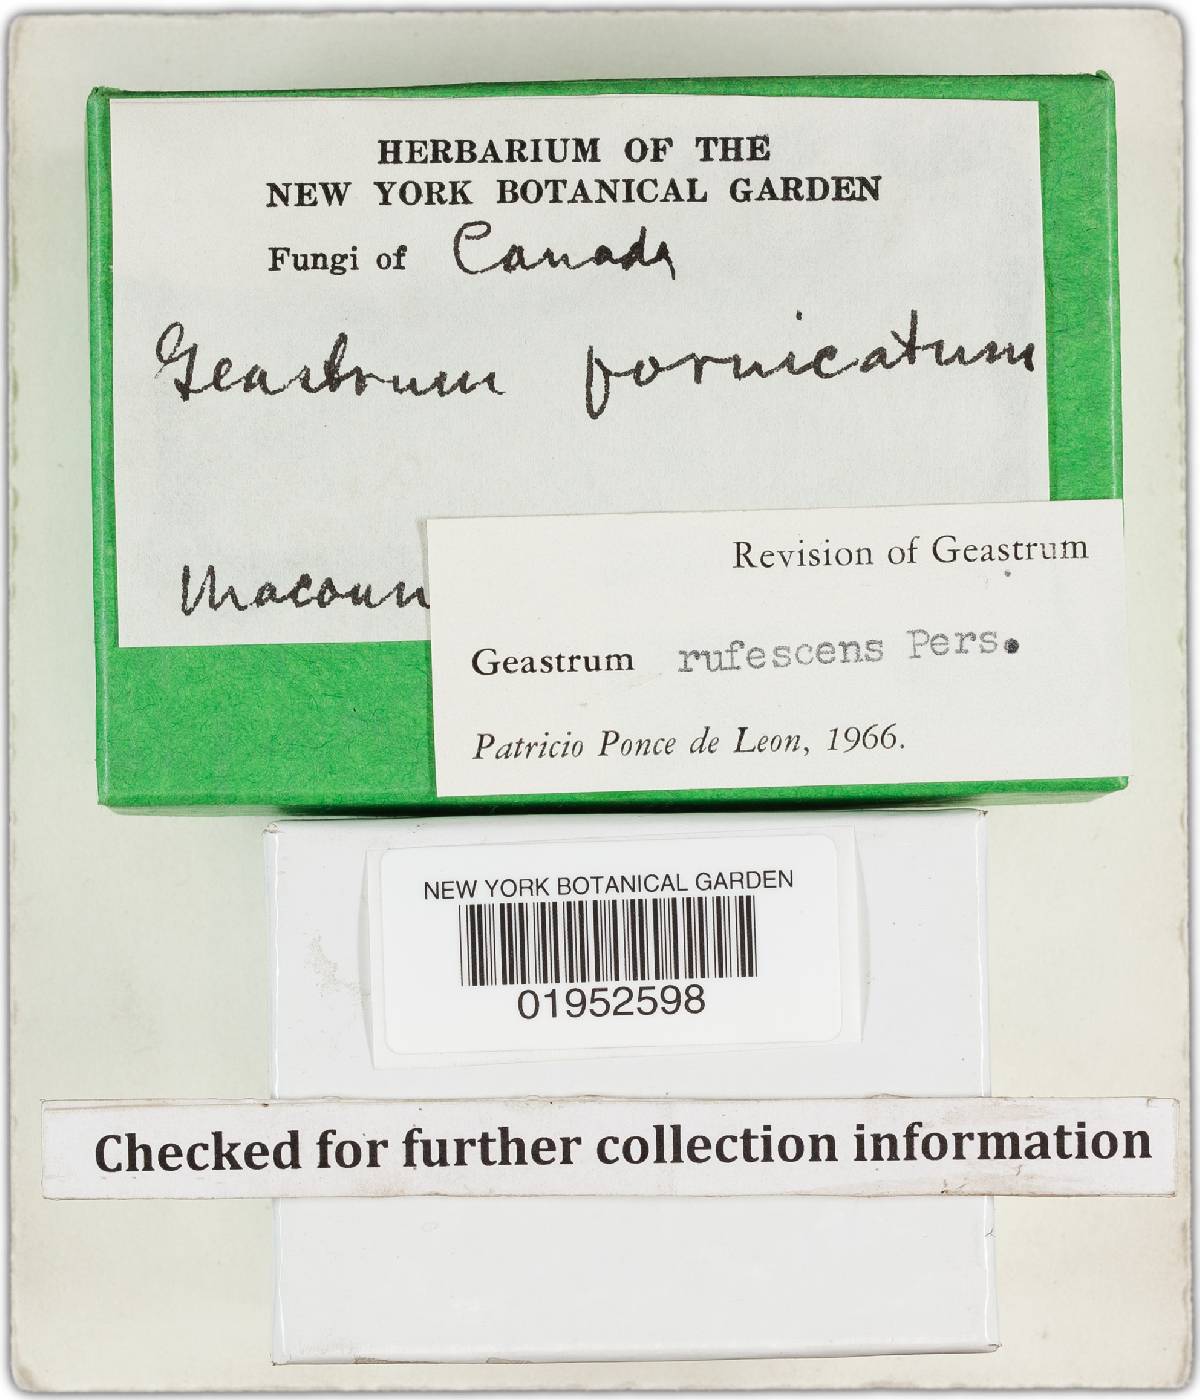 HERBARIUM OF THE
NEW YORK BOTANICAL GARDEN
Fungi of Canada
Geastrum fornicatum
Macoun
Revision of Geastrum
Geastrum rufescens Pers.
Patricio Ponce de Leon, 1966.
NEW YORK BOTANICAL GARDEN
01952598
Checked for further collection information